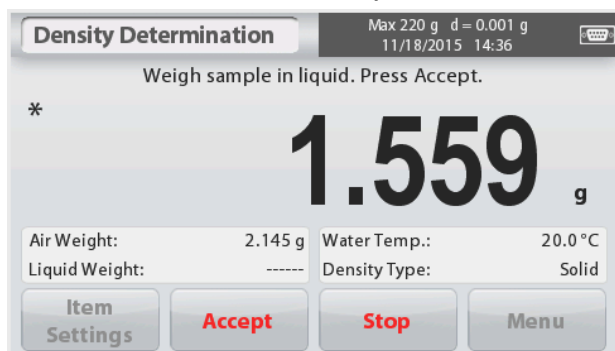 Density Determination
Max 220 g d = 0.001 g
11/18/2015 14:36
Weigh sample in liquid. Press Accept.
*
1.559 g
Air Weight: 2.145 g Water Temp.: 20.0 °C
Liquid Weight: ------ Density Type: Solid
Item Settings
Accept
Stop
Menu